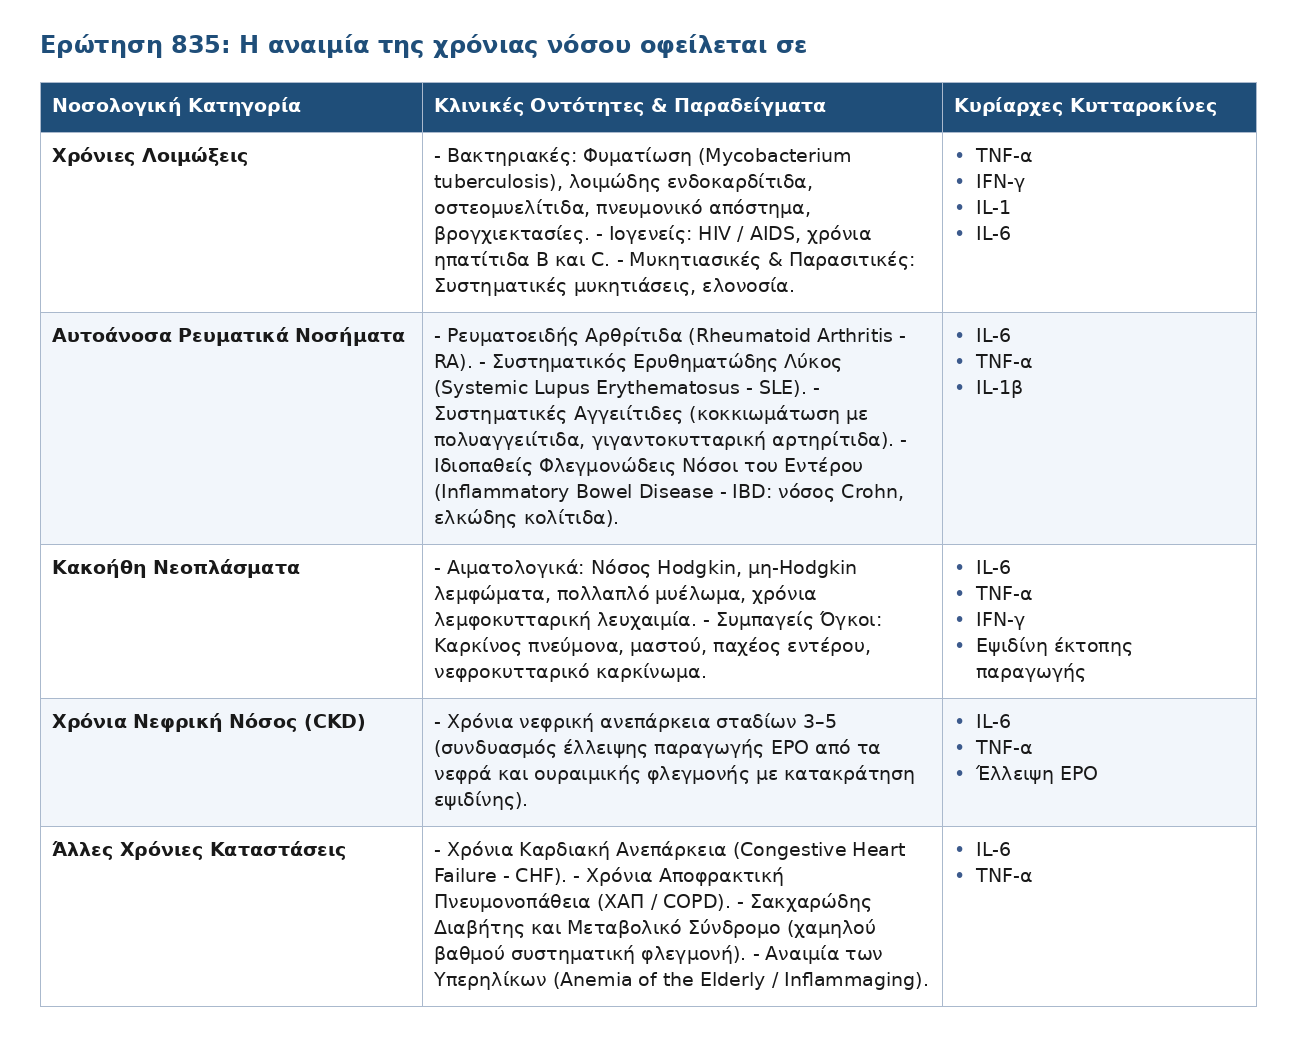 Ερώτηση 835: Η αναιμία της χρόνιας νόσου οφείλεται σε
Νοσολογική Κατηγορία
Κλινικές Οντότητες & Παραδείγματα
Κυρίαρχες Κυτταροκίνες
Χρόνιες Λοιμώξεις
- Βακτηριακές: Φυματίωση (Mycobacterium
tuberculosis), λοιμώδης ενδοκαρδίτιδα,
οστεομυελίτιδα, πνευμονικό απόστημα,
βρογχιεκτασίες. - Ιογενείς: HIV / AIDS, χρόνια
ηπατίτιδα Β και C. - Μυκητιασικές & Παρασιτικές:
Συστηματικές μυκητιάσεις, ελονοσία.
• TNF-α
• IFN-γ
• IL-1
• IL-6
Αυτοάνοσα Ρευματικά Νοσήματα
- Ρευματοειδής Αρθρίτιδα (Rheumatoid Arthritis -
RA). - Συστηματικός Ερυθηματώδης Λύκος
(Systemic Lupus Erythematosus - SLE). -
Συστηματικές Αγγειίτιδες (κοκκιωμάτωση με
πολυαγγειίτιδα, γιγαντοκυτταρική αρτηρίτιδα). -
Ιδιοπαθείς Φλεγμονώδεις Νόσοι του Εντέρου
(Inflammatory Bowel Disease - IBD: νόσος Crohn,
ελκώδης κολίτιδα).
• IL-6
• TNF-α
• IL-1β
Κακοήθη Νεοπλάσματα
- Αιματολογικά: Νόσος Hodgkin, μη-Hodgkin
λεμφώματα, πολλαπλό μυέλωμα, χρόνια
λεμφοκυτταρική λευχαιμία. - Συμπαγείς Όγκοι:
Καρκίνος πνεύμονα, μαστού, παχέος εντέρου,
νεφροκυτταρικό καρκίνωμα.
• IL-6
• TNF-α
• IFN-γ
• Εψιδίνη έκτοπης
παραγωγής
Χρόνια Νεφρική Νόσος (CKD)
- Χρόνια νεφρική ανεπάρκεια σταδίων 3–5
(συνδυασμός έλλειψης παραγωγής EPO από τα
νεφρά και ουραιμικής φλεγμονής με κατακράτηση
εψιδίνης).
• IL-6
• TNF-α
• Έλλειψη EPO
Άλλες Χρόνιες Καταστάσεις
- Χρόνια Καρδιακή Ανεπάρκεια (Congestive Heart
Failure - CHF). - Χρόνια Αποφρακτική
Πνευμονοπάθεια (ΧΑΠ / COPD). - Σακχαρώδης
Διαβήτης και Μεταβολικό Σύνδρομο (χαμηλού
βαθμού συστηματική φλεγμονή). - Αναιμία των
Υπερηλίκων (Anemia of the Elderly / Inflammaging).
• IL-6
• TNF-α